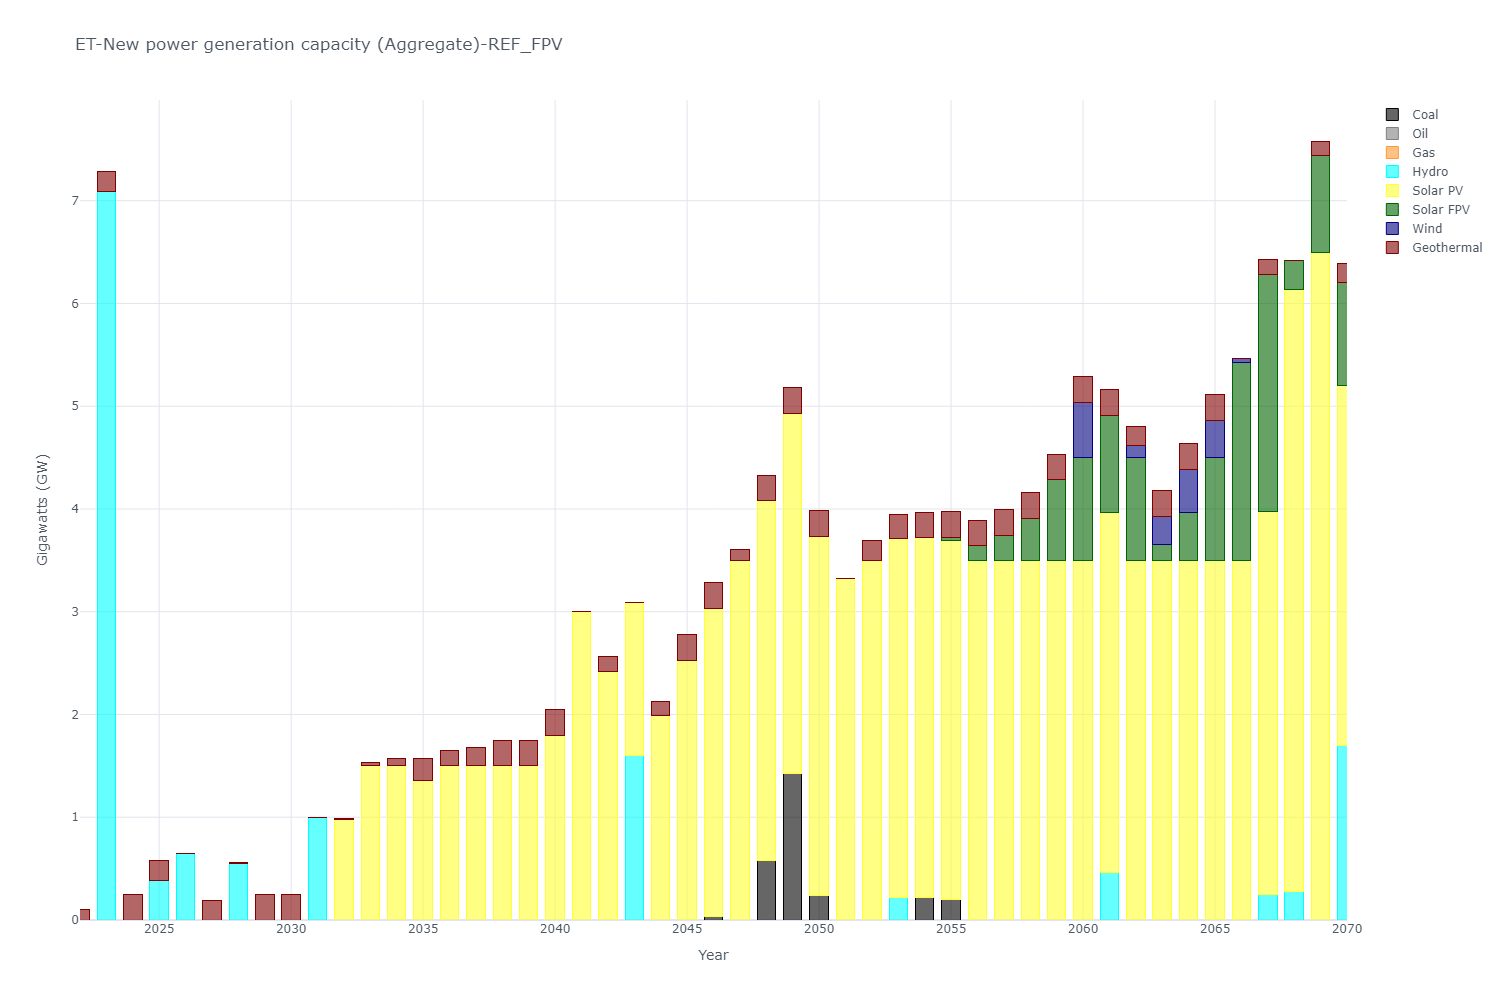 ET-New power generation capacity (Aggregate)-REF_FPV
Coal
Oil
Gas
Hydro
Solar PV
Solar FPV
Wind
Geothermal
7
6
5
4
3
2
1
0
Gigawatts (GW)
2025
2030
2035
2040
2045
2050
2055
2060
2065
2070
Year